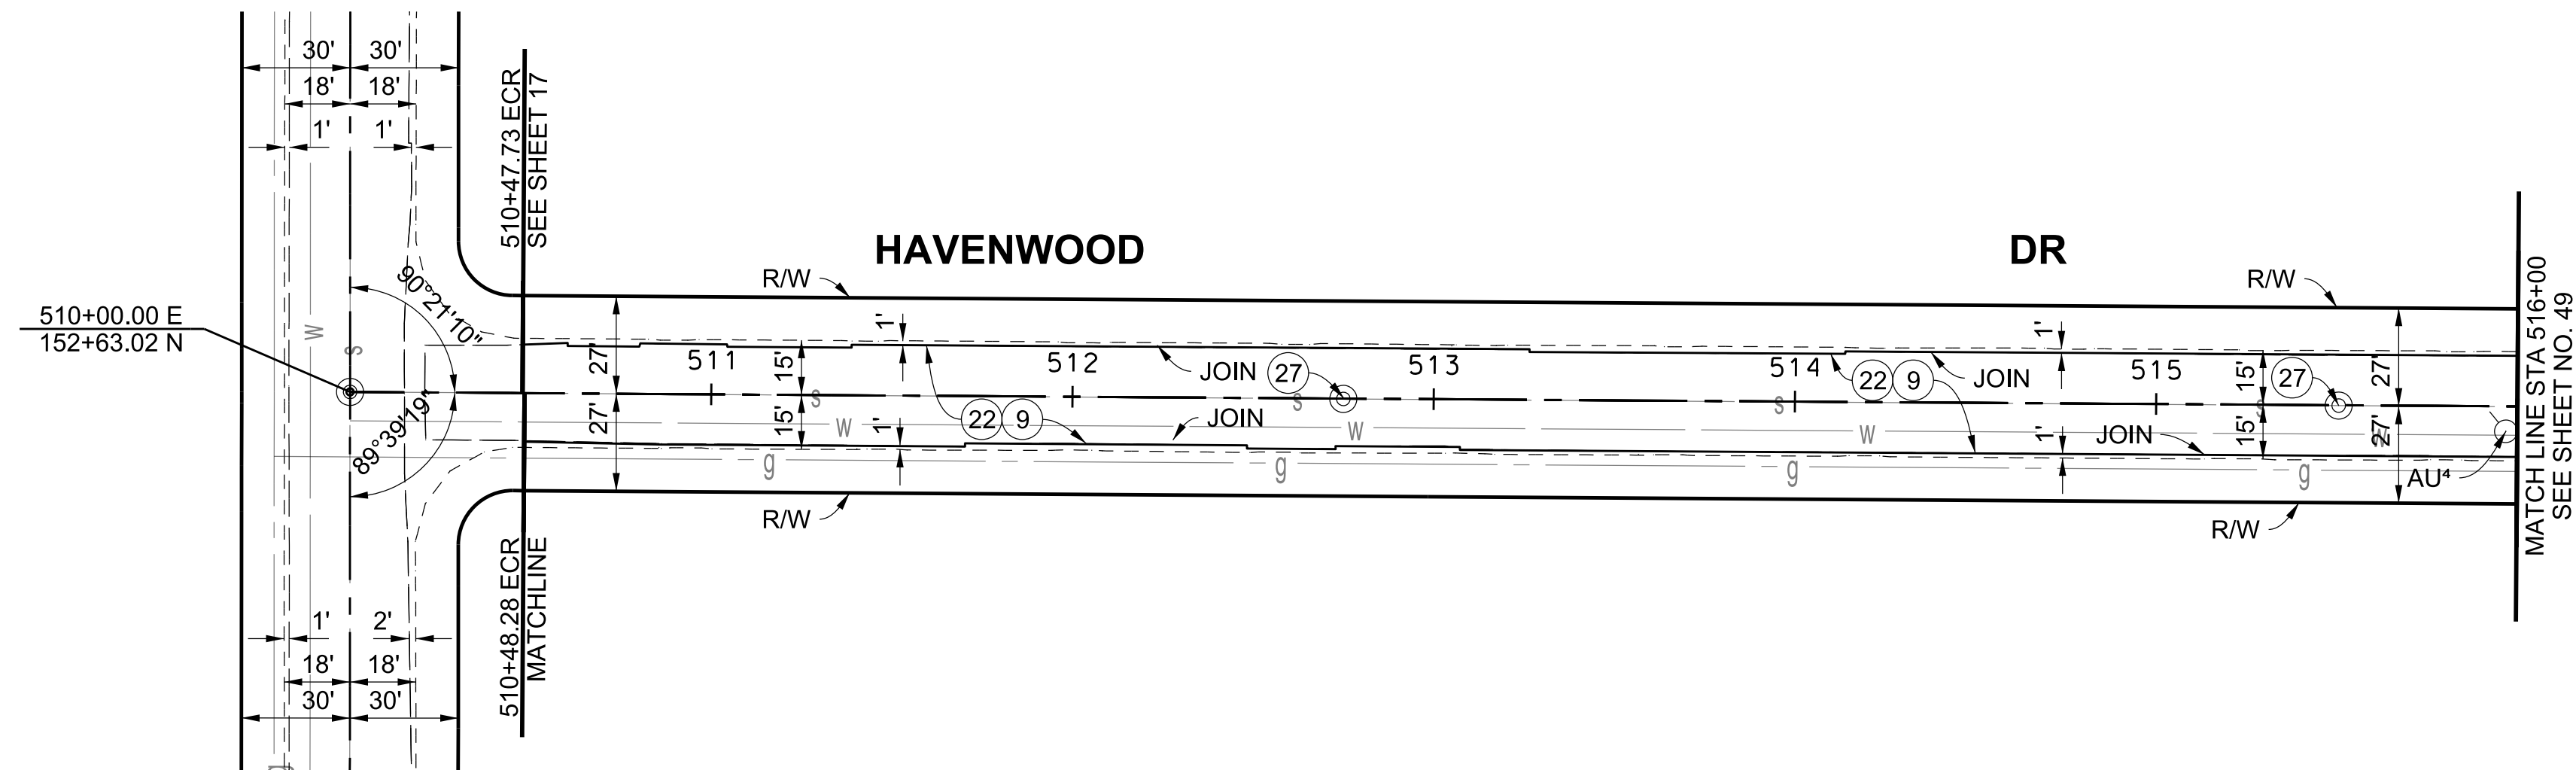 30' 30'
18' 18'
1' 1'
510+47.73 ECR
SEE SHEET 17
HAVENWOOD DR
R/W
R/W
510+00.00 E
152+63.02 N
W
S
90°21'10"
89°39'19"
27'
27'
511
15'
15'
1'
1'
512
JOIN
27
513
JOIN
22 9
514
22 9
JOIN
1'
1'
515
JOIN
15'
15'
27
27'
27'
S
S
S
S
W
W
W
W
g
g
g
g
AU⁴
MATCH LINE STA 516+00
SEE SHEET NO. 49
R/W
R/W
510+48.28 ECR
MATCHLINE
1' 2'
18' 18'
30' 30'
g